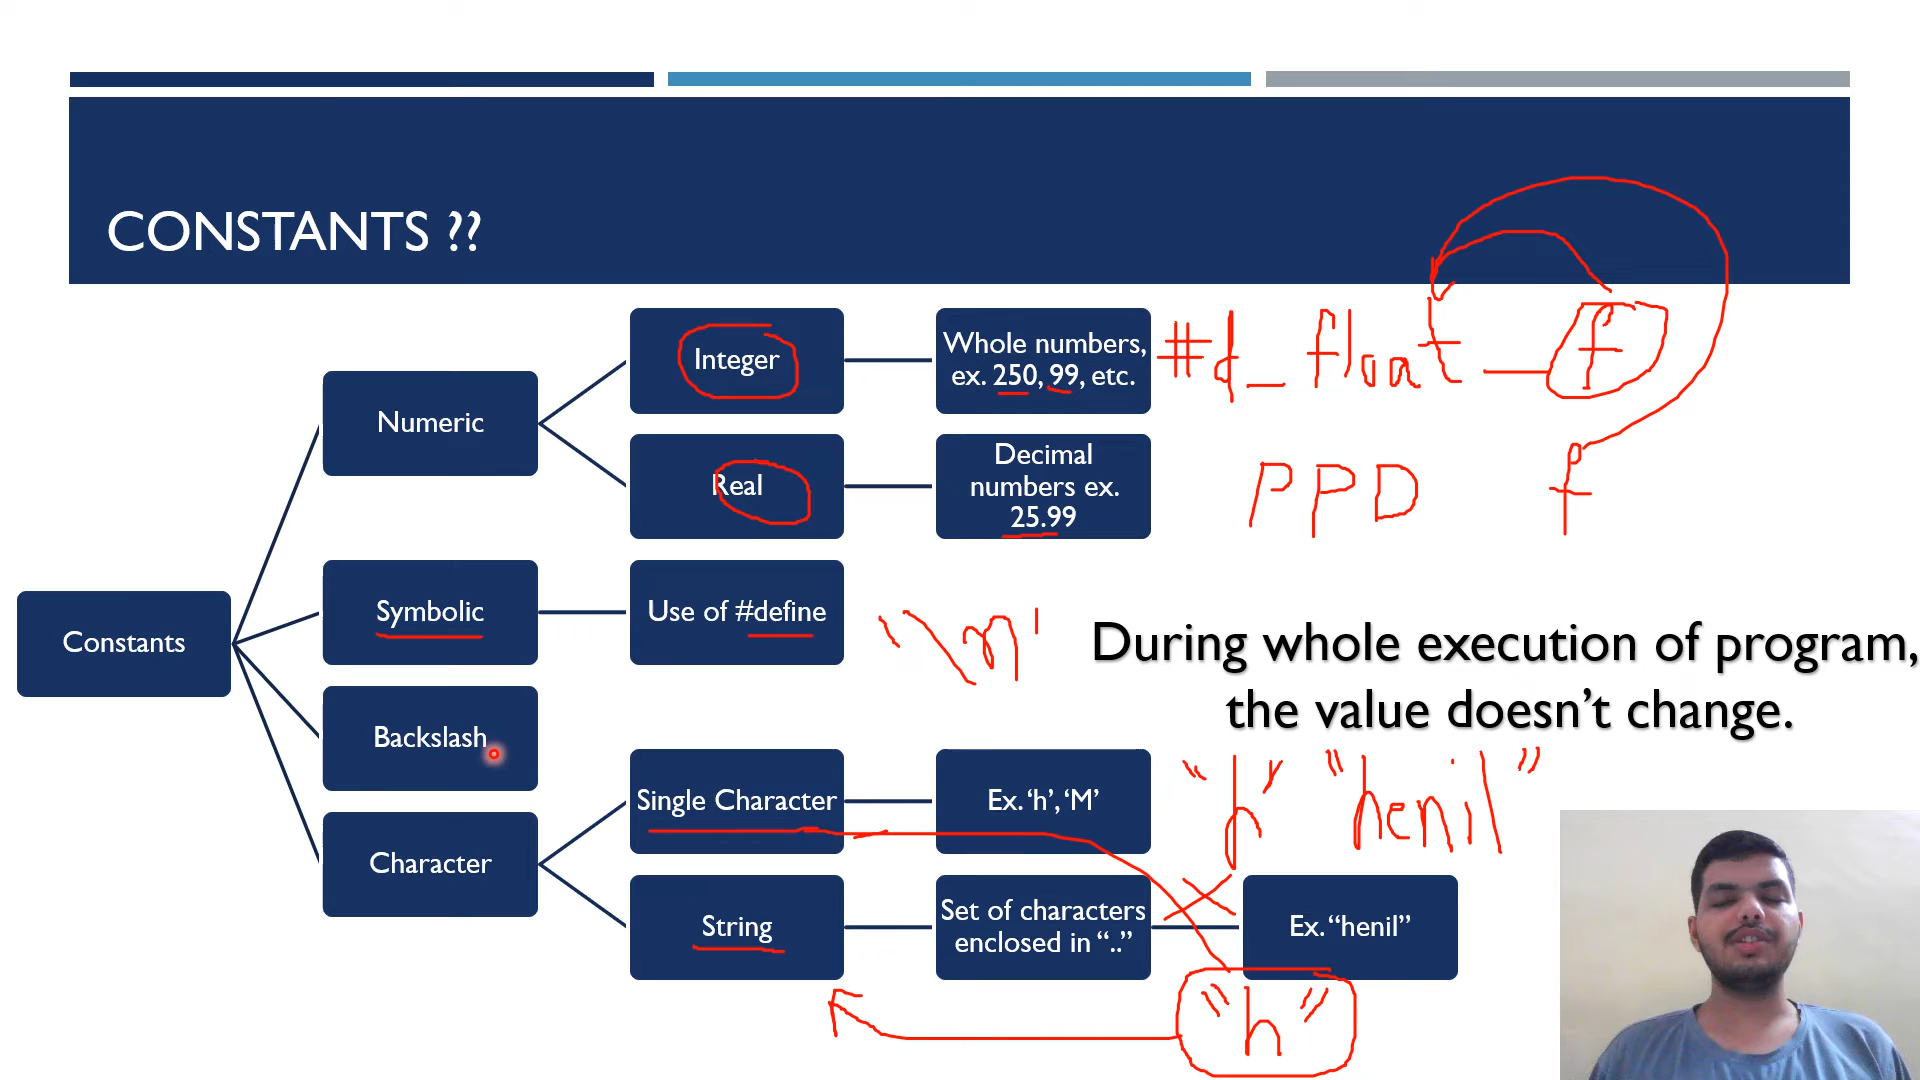 CONSTANTS ??
Integer
Whole numbers,
ex. 250, 99, etc.
#d_ float f
Numeric
Real
Decimal
numbers ex.
25.99
PPD f
Symbolic
Use of #define
Constants
During whole execution of program,
the value doesn’t change.
Backslash
Single Character
Ex. ‘h’, ‘M’
"h" "henil"
Character
String
Set of characters
enclosed in “..”
Ex. “henil”
"h"